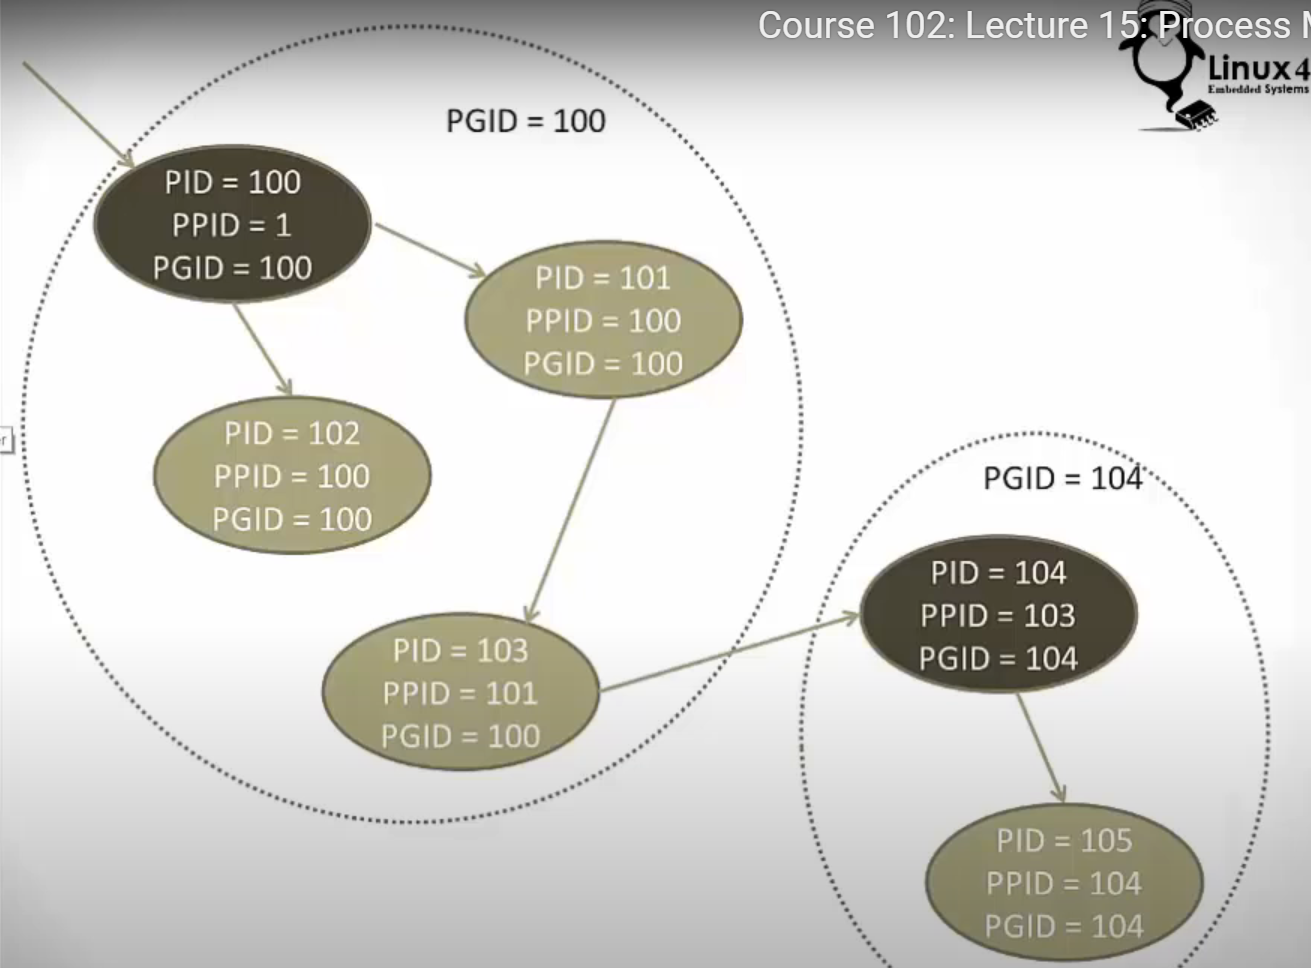 Course 102: Lecture 15: Process
Linux 4
Embedded Systems
PGID = 100
PID = 100
PPID = 1
PGID = 100
PID = 101
PPID = 100
PGID = 100
PID = 102
PPID = 100
PGID = 100
PID = 103
PPID = 101
PGID = 100
PGID = 104
PID = 104
PPID = 103
PGID = 104
PID = 105
PPID = 104
PGID = 104